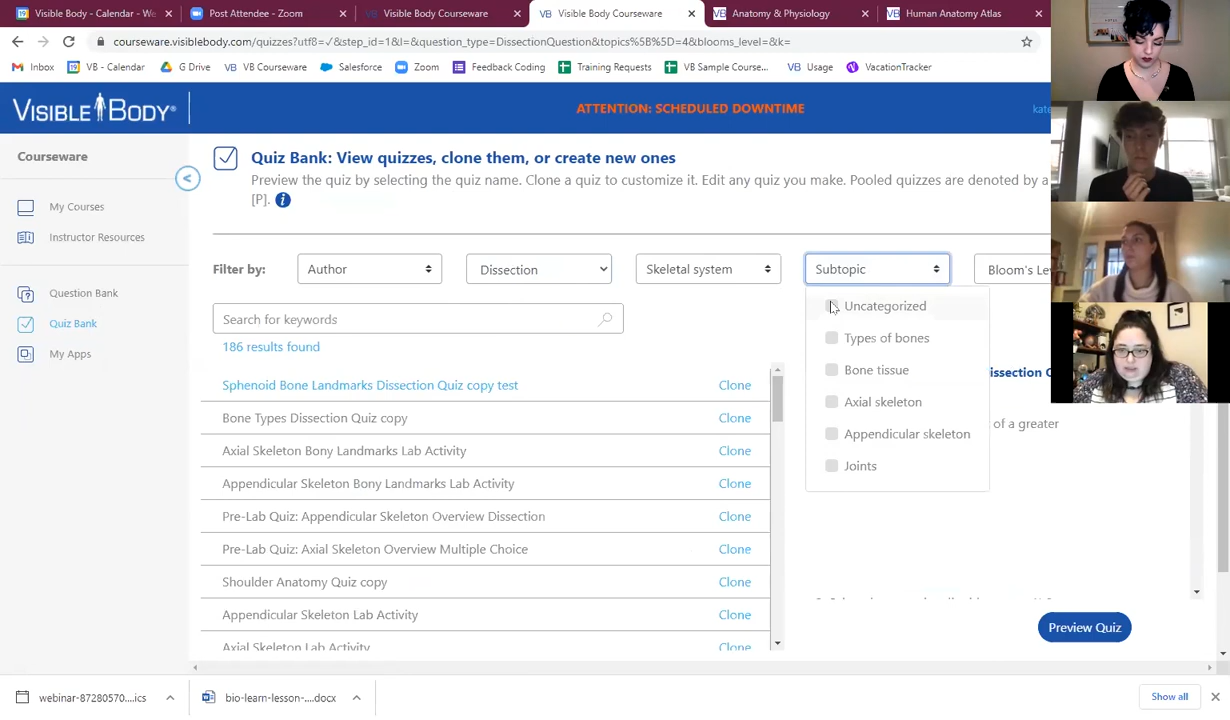 Visible Body - Calendar - We
Post Attendee - Zoom
Visible Body Courseware
Visible Body Courseware
Anatomy & Physiology
Human Anatomy Atlas
courseware.visiblebody.com/quizzes?utf8=✓&step_id=1&l=&question_type=DissectionQuestion&topics%5B%5D=4&blooms_level=&k=
Inbox
VB - Calendar
G Drive
VB Courseware
Salesforce
Zoom
Feedback Coding
Training Requests
VB Sample Course...
Usage
VacationTracker
VISIBLE BODY®
ATTENTION: SCHEDULED DOWNTIME
kate
Courseware
<
My Courses
Instructor Resources
Question Bank
Quiz Bank
My Apps
Quiz Bank: View quizzes, clone them, or create new ones
Preview the quiz by selecting the quiz name. Clone a quiz to customize it. Edit any quiz you make. Pooled quizzes are denoted by a
[P]. i
Filter by:
Author
Dissection
Skeletal system
Subtopic
Bloom's Lev
Search for keywords
186 results found
Uncategorized
Types of bones
Bone tissue
Axial skeleton
Appendicular skeleton
Joints
Sphenoid Bone Landmarks Dissection Quiz copy test Clone
Bone Types Dissection Quiz copy Clone
Axial Skeleton Bony Landmarks Lab Activity Clone
Appendicular Skeleton Bony Landmarks Lab Activity Clone
Pre-Lab Quiz: Appendicular Skeleton Overview Dissection Clone
Pre-Lab Quiz: Axial Skeleton Overview Multiple Choice Clone
Shoulder Anatomy Quiz copy Clone
Appendicular Skeleton Lab Activity Clone
Axial Skeleton Lab Activity Clone
issection Q
of a greater
Preview Quiz
webinar-87280570....ics
bio-learn-lesson-....docx
Show all